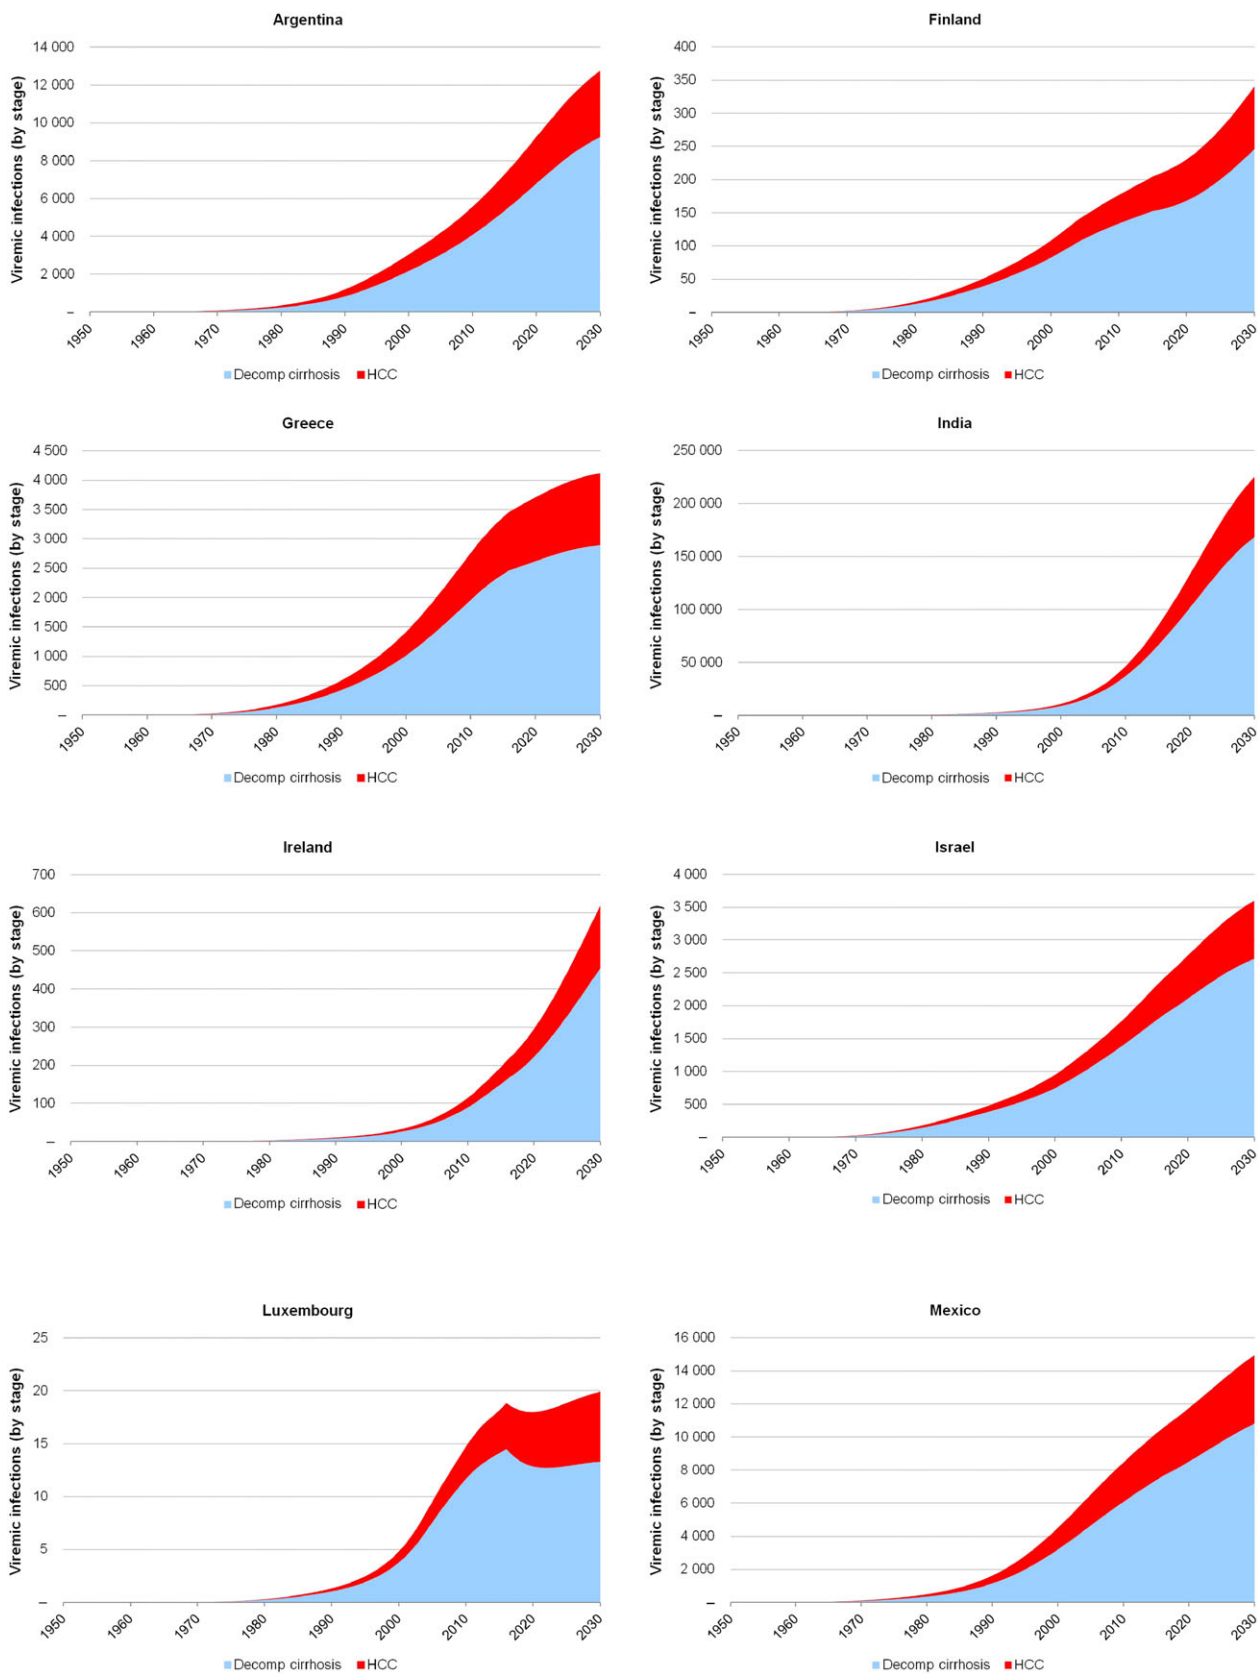 Argentina
Viremic infections (by stage)
14 000
12 000
10 000
8 000
6 000
4 000
2 000
–
1950 1960 1970 1980 1990 2000 2010 2020 2030
Decomp cirrhosis HCC
Finland
Viremic infections (by stage)
400
350
300
250
200
150
100
50
–
1950 1960 1970 1980 1990 2000 2010 2020 2030
Decomp cirrhosis HCC
Greece
Viremic infections (by stage)
4 500
4 000
3 500
3 000
2 500
2 000
1 500
1 000
500
–
1950 1960 1970 1980 1990 2000 2010 2020 2030
Decomp cirrhosis HCC
India
Viremic infections (by stage)
250 000
200 000
150 000
100 000
50 000
–
1950 1960 1970 1980 1990 2000 2010 2020 2030
Decomp cirrhosis HCC
Ireland
Viremic infections (by stage)
700
600
500
400
300
200
100
–
1950 1960 1970 1980 1990 2000 2010 2020 2030
Decomp cirrhosis HCC
Israel
Viremic infections (by stage)
4 000
3 500
3 000
2 500
2 000
1 500
1 000
500
–
1950 1960 1970 1980 1990 2000 2010 2020 2030
Decomp cirrhosis HCC
Luxembourg
Viremic infections (by stage)
25
20
15
10
5
–
1950 1960 1970 1980 1990 2000 2010 2020 2030
Decomp cirrhosis HCC
Mexico
Viremic infections (by stage)
16 000
14 000
12 000
10 000
8 000
6 000
4 000
2 000
–
1950 1960 1970 1980 1990 2000 2010 2020 2030
Decomp cirrhosis HCC